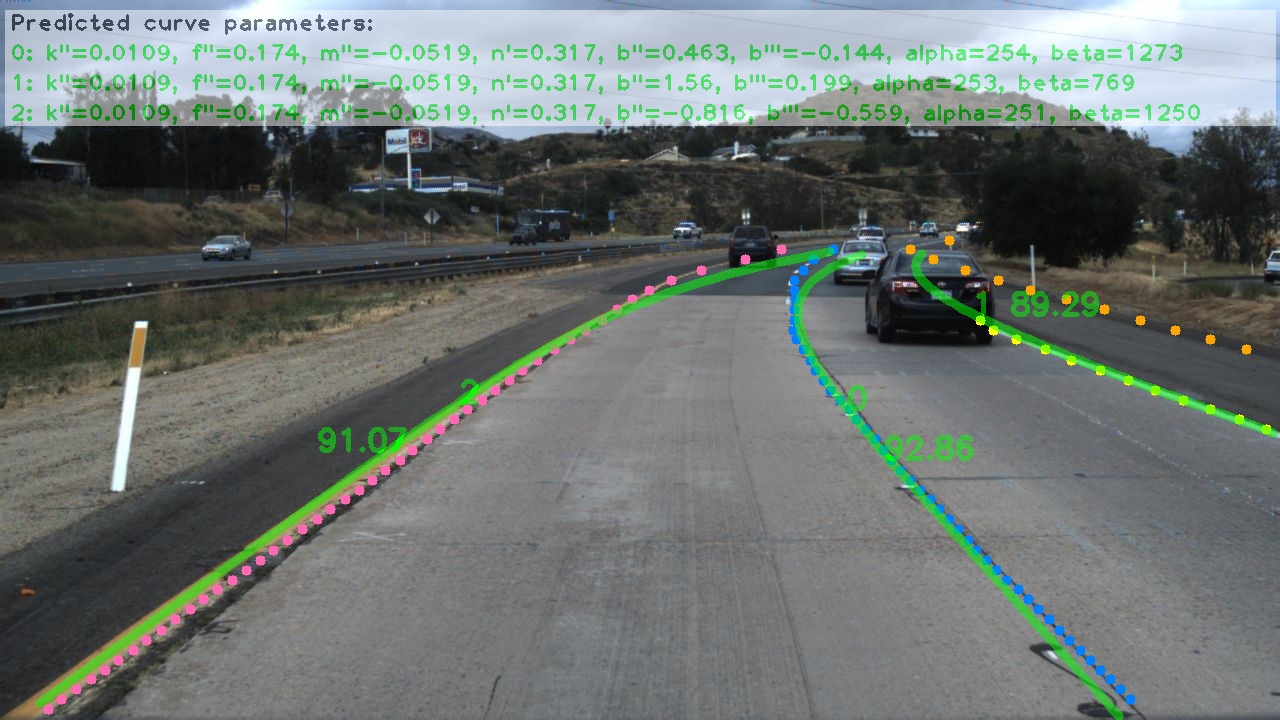 Predicted curve parameters:
0: k''=0.0109, f''=0.174, m''=-0.0519, n'=0.317, b''=0.463, b'''=-0.144, alpha=254, beta=1273
1: k''=0.0109, f''=0.174, m''=-0.0519, n'=0.317, b''=1.56, b'''=0.199, alpha=253, beta=769
2: k''=0.0109, f''=0.174, m''=-0.0519, n'=0.317, b''=-0.816, b'''=-0.559, alpha=251, beta=1250
Mobil
1 89.29
2
0
91.07
92.86